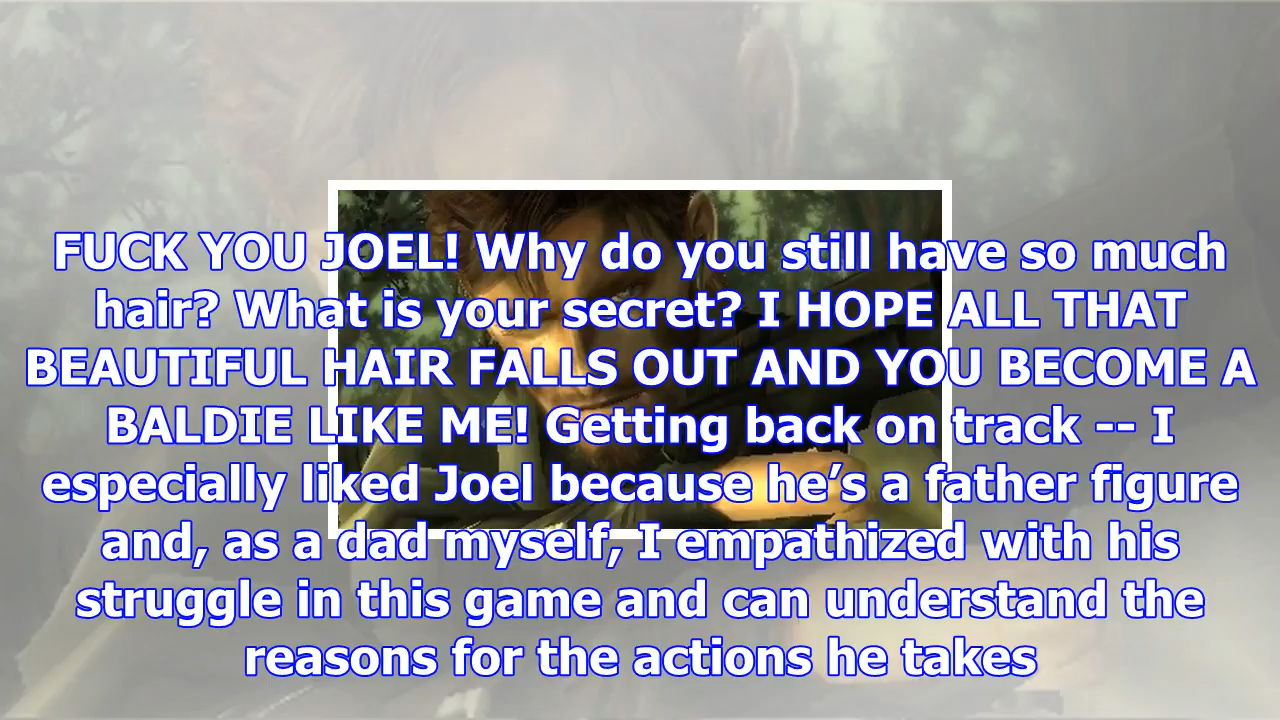 FUCK YOU JOEL! Why do you still have so much
hair? What is your secret? I HOPE ALL THAT
BEAUTIFUL HAIR FALLS OUT AND YOU BECOME A
BALDIE LIKE ME! Getting back on track -- I
especially liked Joel because he’s a father figure
and, as a dad myself, I empathized with his
struggle in this game and can understand the
reasons for the actions he takes